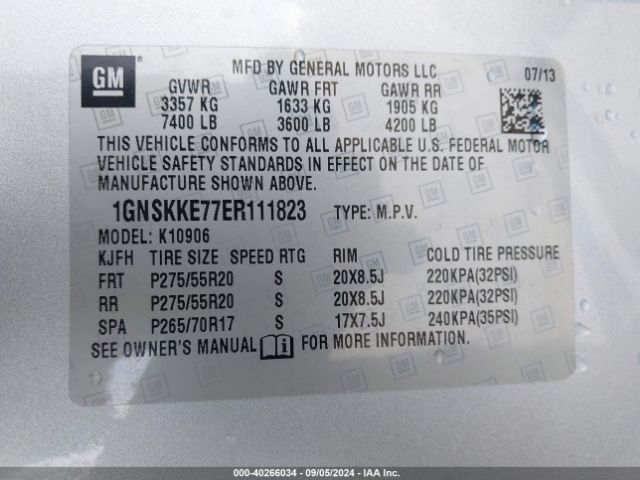 GM
MFD BY GENERAL MOTORS LLC 07/13
GVWR GAWR FRT GAWR RR
3357 KG 1633 KG 1905 KG
7400 LB 3600 LB 4200 LB
THIS VEHICLE CONFORMS TO ALL APPLICABLE U.S. FEDERAL MOTOR
VEHICLE SAFETY STANDARDS IN EFFECT ON THE DATE OF
MANUFACTURE SHOWN ABOVE.
1GNSKKE77ER111823 TYPE: M.P.V.
MODEL: K10906
KJFH TIRE SIZE SPEED RTG RIM COLD TIRE PRESSURE
FRT P275/55R20 S 20X8.5J 220KPA(32PSI)
RR P275/55R20 S 20X8.5J 220KPA(32PSI)
SPA P265/70R17 S 17X7.5J 240KPA(35PSI)
SEE OWNER'S MANUAL FOR MORE INFORMATION.
000-40266034 - 09/05/2024 - IAAI.COM